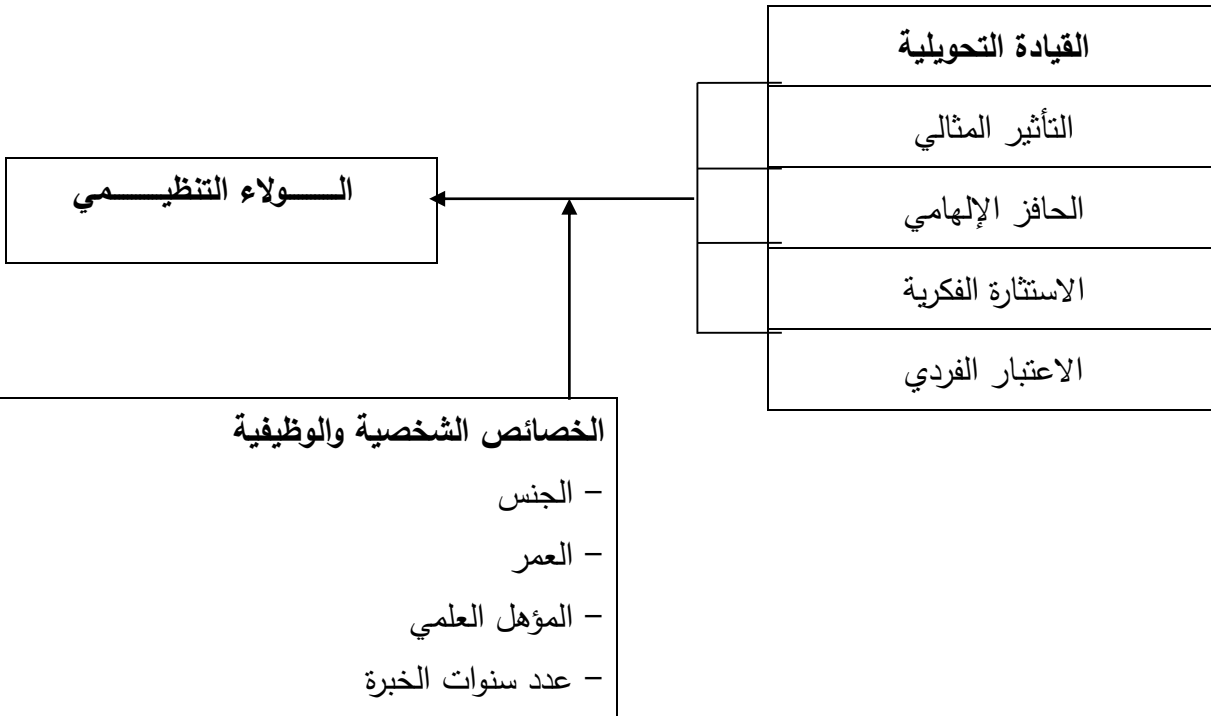 القيادة التحويلية
التأثير المثالي
الحافز الإلهامي
الاستثارة الفكرية
الاعتبار الفردي
الـــــولاء التنظيـــــمي
الخصائص الشخصية والوظيفية
– الجنس
– العمر
– المؤهل العلمي
– عدد سنوات الخبرة